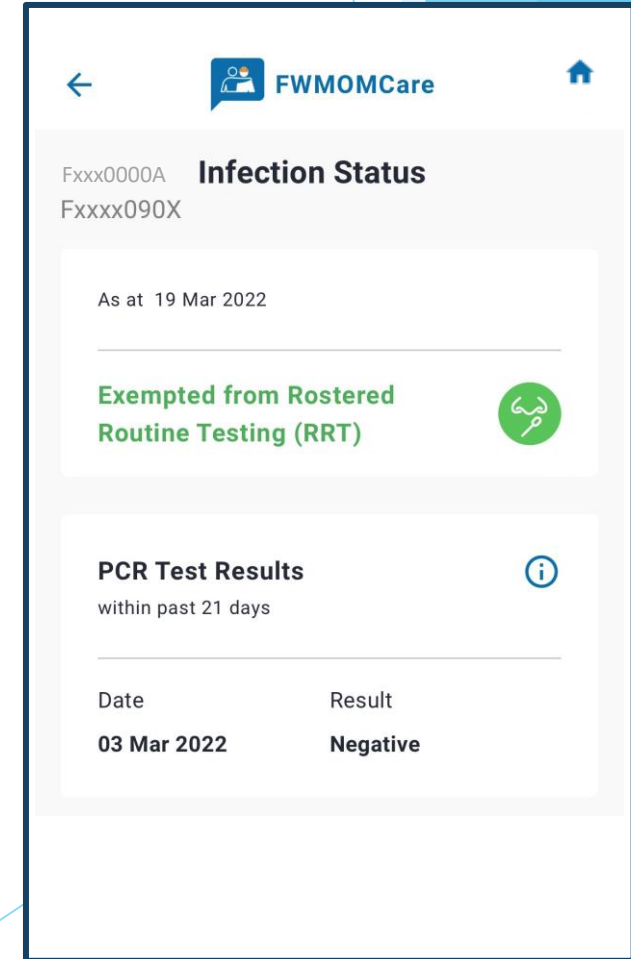 FWMOMCare
Fxxx0000A Infection Status
Fxxxx090X
As at 19 Mar 2022
Exempted from Rostered
Routine Testing (RRT)
PCR Test Results
within past 21 days
Date Result
03 Mar 2022 Negative